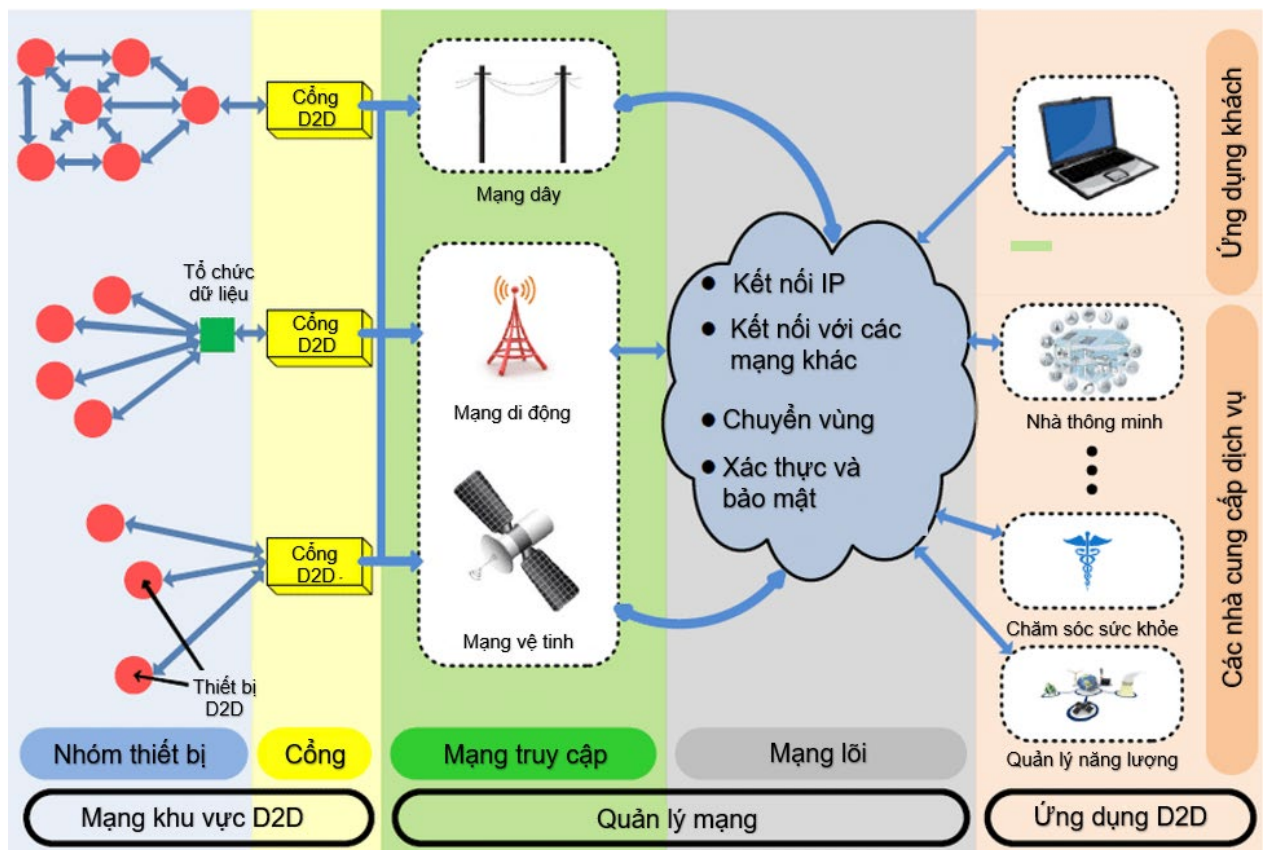 Cổng
D2D
Mạng dây
Tổ chức
dữ liệu
Cổng
D2D
Mạng di động
Cổng
D2D
Mạng vệ tinh
Thiết bị
D2D
Kết nối IP
Kết nối với các
mạng khác
Chuyển vùng
Xác thực và
bảo mật
Nhà thông minh
Chăm sóc sức khỏe
Quản lý năng lượng
Ứng dụng khách
Các nhà cung cấp dịch vụ
Nhóm thiết bị
Cổng
Mạng truy cập
Mạng lõi
Mạng khu vực D2D
Quản lý mạng
Ứng dụng D2D